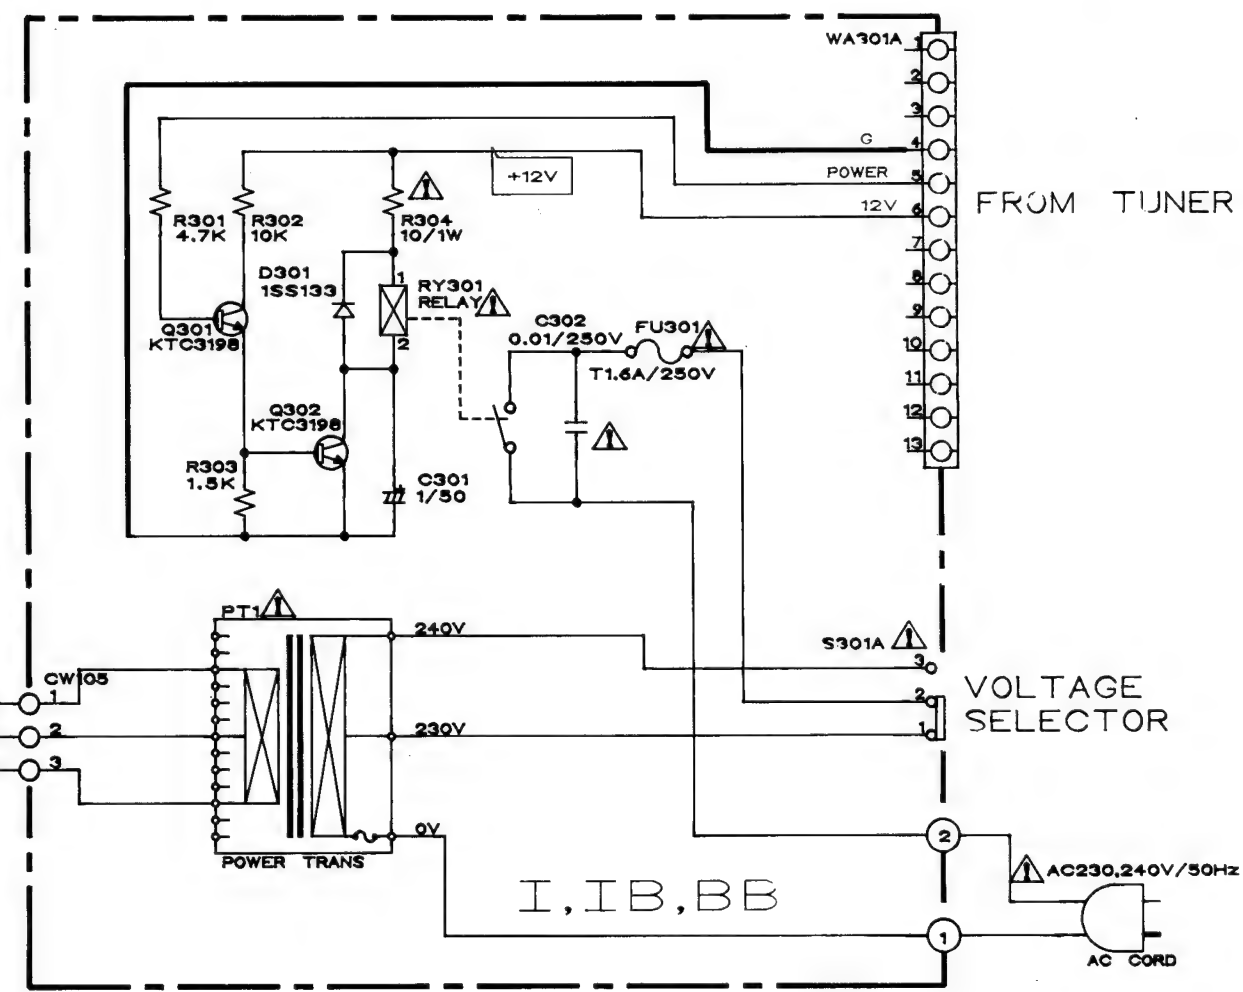 WA301A
1
2
3
G 4
POWER 5
12V 6
7
8
9
10
11
12
13
FROM TUNER
+12V
R301
4.7K
R302
10K
R304
10/1W
D301
1SS133
1
RY301
RELAY
2
Q301
KTC3198
C302
0.01/250V
FU301
T1.6A/250V
Q302
KTC3198
R303
1.5K
C301
1/50
PT1
240V
S301A
3
2
1
VOLTAGE
SELECTOR
CW105
1
2
3
230V
0V
POWER TRANS
2
AC230,240V/50Hz
I,IB,BB
1
AC CORD